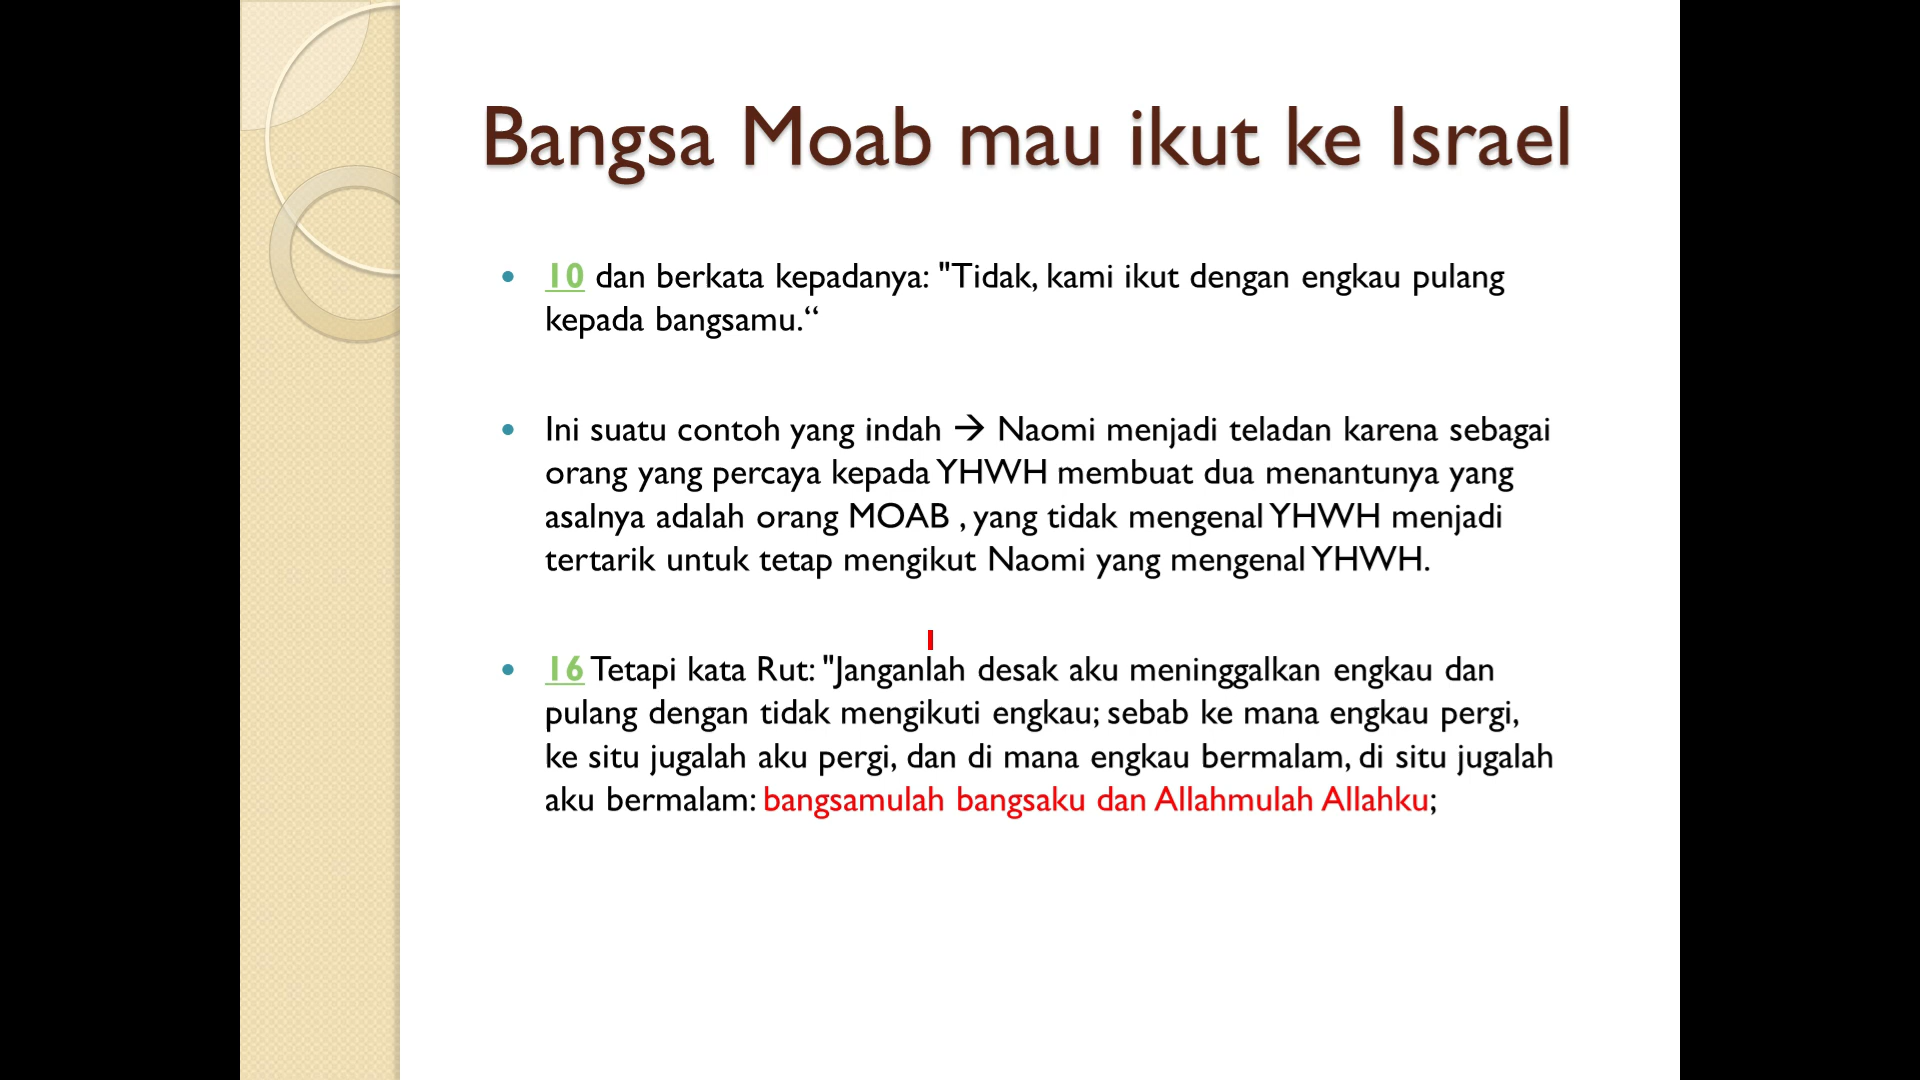 Bangsa Moab mau ikut ke Israel
• 10 dan berkata kepadanya: "Tidak, kami ikut dengan engkau pulang
kepada bangsamu.“
• Ini suatu contoh yang indah → Naomi menjadi teladan karena sebagai
orang yang percaya kepada YHWH membuat dua menantunya yang
asalnya adalah orang MOAB , yang tidak mengenal YHWH menjadi
tertarik untuk tetap mengikut Naomi yang mengenal YHWH.
• 16 Tetapi kata Rut: "Janganlah desak aku meninggalkan engkau dan
pulang dengan tidak mengikuti engkau; sebab ke mana engkau pergi,
ke situ jugalah aku pergi, dan di mana engkau bermalam, di situ jugalah
aku bermalam: bangsamulah bangsaku dan Allahmulah Allahku;